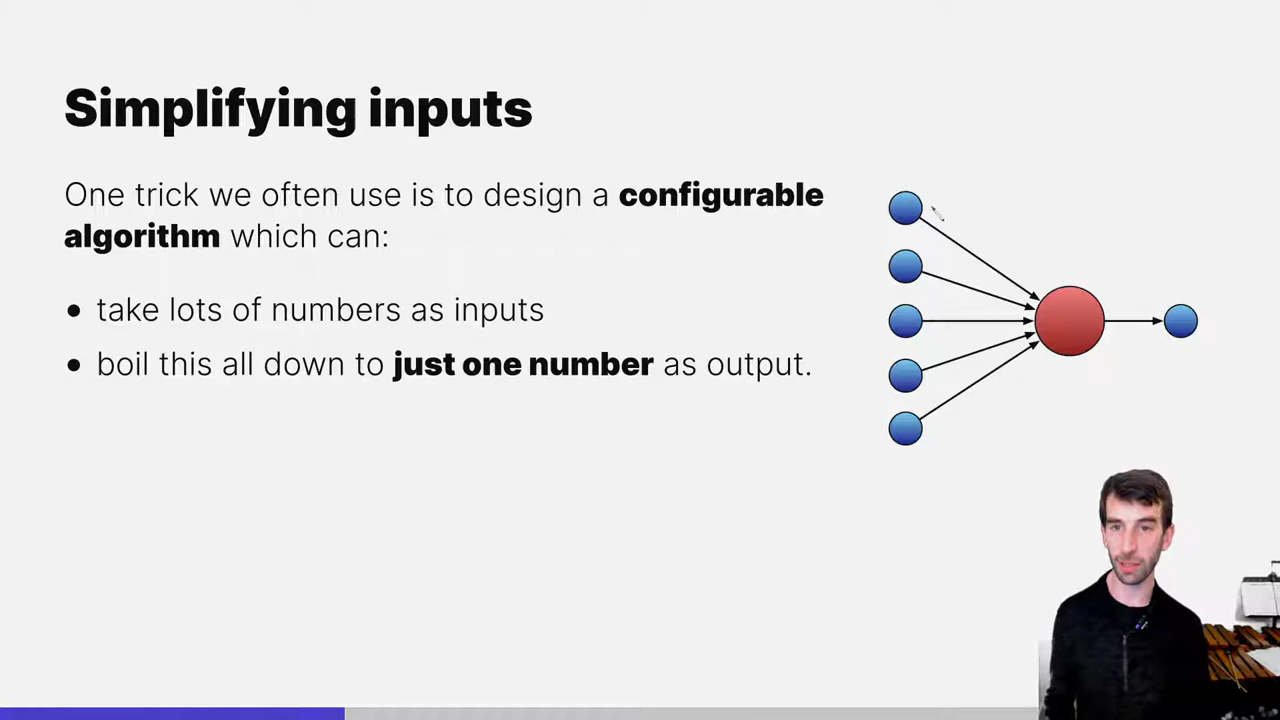 Simplifying inputs
One trick we often use is to design a configurable
algorithm which can:
• take lots of numbers as inputs
• boil this all down to just one number as output.